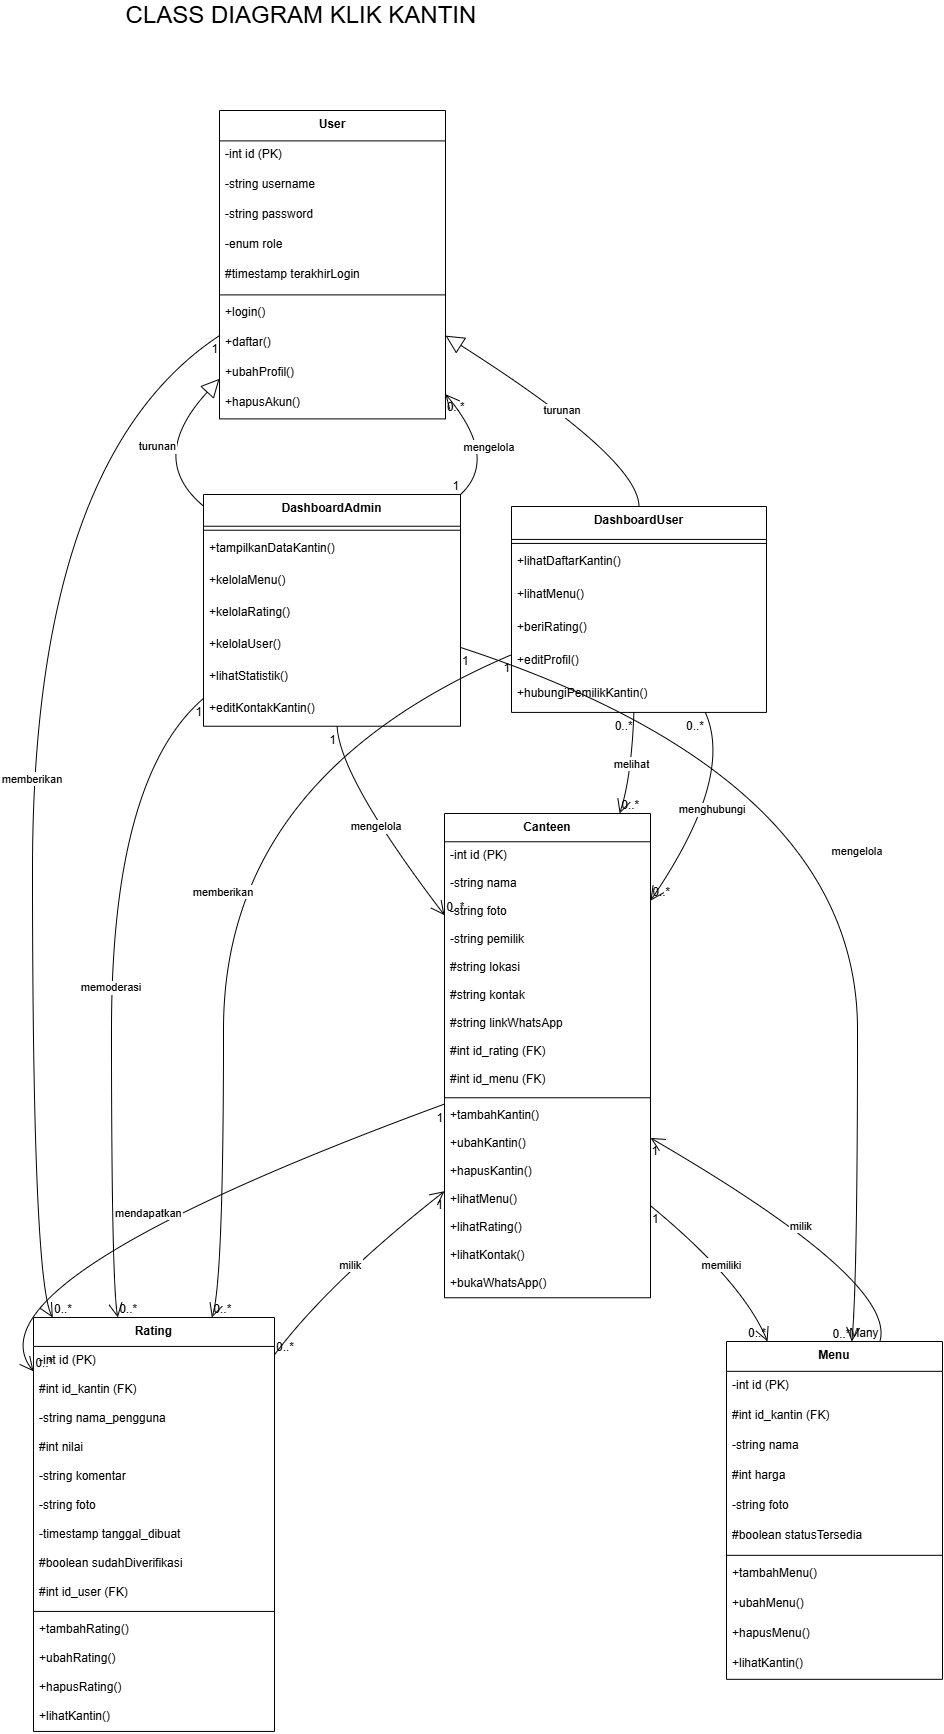 CLASS DIAGRAM KLIK KANTIN
User
-int id (PK)
-string username
-string password
-enum role
#timestamp terakhirLogin
+login()
+daftar()
+ubahProfil()
+hapusAkun()
1
0..*
turunan
mengelola
turunan
1
DashboardAdmin
+tampilkanDataKantin()
+kelolaMenu()
+kelolaRating()
+kelolaUser()
+lihatStatistik()
+editKontakKantin()
DashboardUser
+lihatDaftarKantin()
+lihatMenu()
+beriRating()
+editProfil()
+hubungiPemilikKantin()
1
1
1
1
0..*
0..*
memberikan
melihat
menghubungi
mengelola
mengelola
memberikan
memoderasi
0..*
0..*
0..*
Canteen
-int id (PK)
-string nama
-string foto
-string pemilik
#string lokasi
#string kontak
#string linkWhatsApp
#int id_rating (FK)
#int id_menu (FK)
+tambahKantin()
+ubahKantin()
+hapusKantin()
+lihatMenu()
+lihatRating()
+lihatKontak()
+bukaWhatsApp()
1
1
1
1
mendapatkan
milik
memiliki
milik
0..*
0..*
0..*
0..*
0..*
0..*
0..*
Many
Rating
-int id (PK)
#int id_kantin (FK)
-string nama_pengguna
#int nilai
-string komentar
-string foto
-timestamp tanggal_dibuat
#boolean sudahDiverifikasi
#int id_user (FK)
+tambahRating()
+ubahRating()
+hapusRating()
+lihatKantin()
Menu
-int id (PK)
#int id_kantin (FK)
-string nama
#int harga
-string foto
#boolean statusTersedia
+tambahMenu()
+ubahMenu()
+hapusMenu()
+lihatKantin()